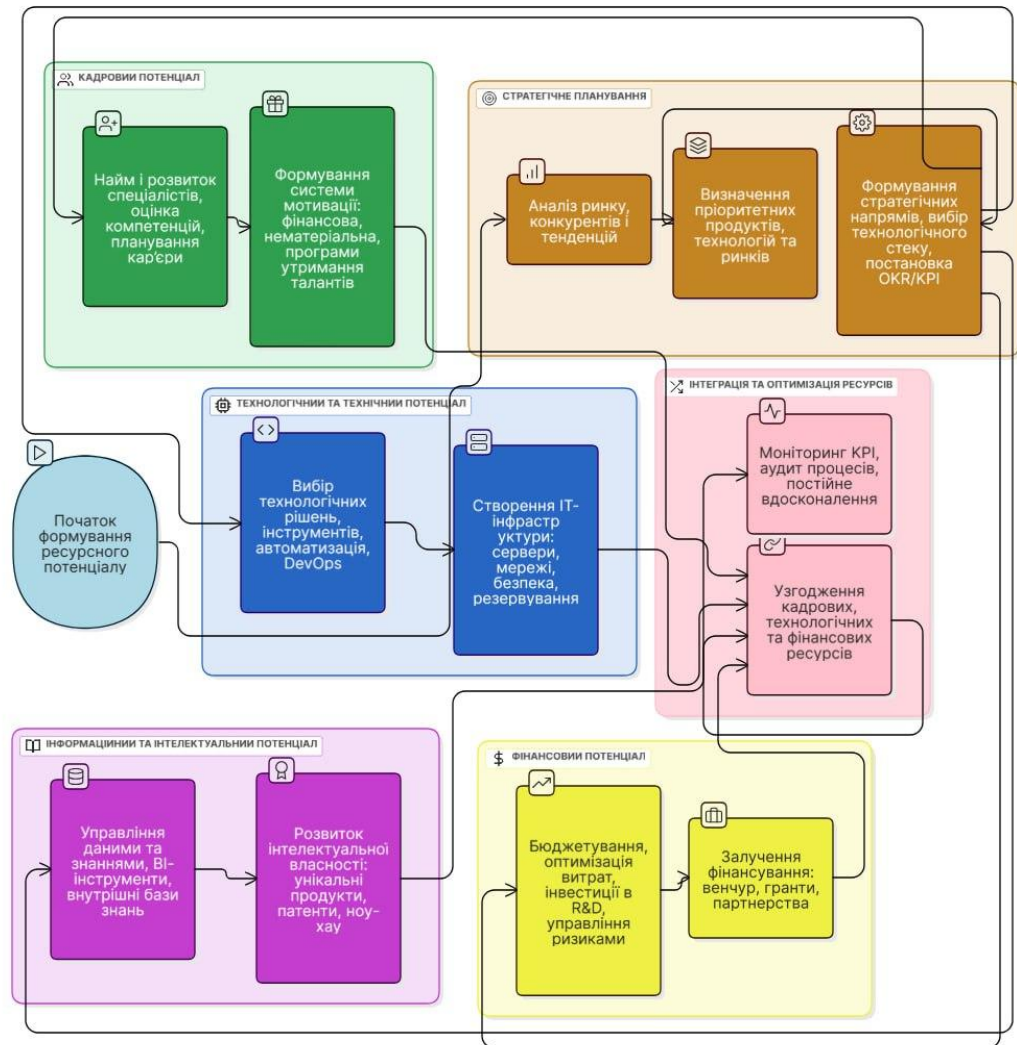 КАДРОВИЙ ПОТЕНЦІАЛ
Найм і розвиток
спеціалістів,
оцінка
компетенцій,
планування
кар'єри
Формування
системи
мотивації:
фінансова,
нематеріальна,
програми
утримання
талантів
СТРАТЕГІЧНЕ ПЛАНУВАННЯ
Аналіз ринку,
конкурентів і
тенденцій
Визначення
пріоритетних
продуктів,
технологій та
ринків
Формування
стратегічних
напрямів, вибір
технологічного
стеку,
постановка
OKR/KPI
ТЕХНОЛОГІЧНИЙ ТА ТЕХНІЧНИЙ ПОТЕНЦІАЛ
Початок
формування
ресурсного
потенціалу
Вибір
технологічних
рішень,
інструментів,
автоматизація,
DevOps
Створення ІТ-
інфрастр
уктури:
сервери,
мережі,
безпека,
резервування
ІНТЕГРАЦІЯ ТА ОПТИМІЗАЦІЯ РЕСУРСІВ
Моніторинг KPI,
аудит процесів,
постійне
вдосконалення
Узгодження
кадрових,
технологічних
та фінансових
ресурсів
ІНФОРМАЦІЙНИЙ ТА ІНТЕЛЕКТУАЛЬНИЙ ПОТЕНЦІАЛ
Управління
даними та
знаннями, BI-
інструменти,
внутрішні бази
знань
Розвиток
інтелектуальної
власності:
унікальні
продукти,
патенти, ноу-
хау
ФІНАНСОВИЙ ПОТЕНЦІАЛ
Бюджетування,
оптимізація
витрат,
інвестиції в
R&D,
управління
ризиками
Залучення
фінансування:
венчур, гранти,
партнерства